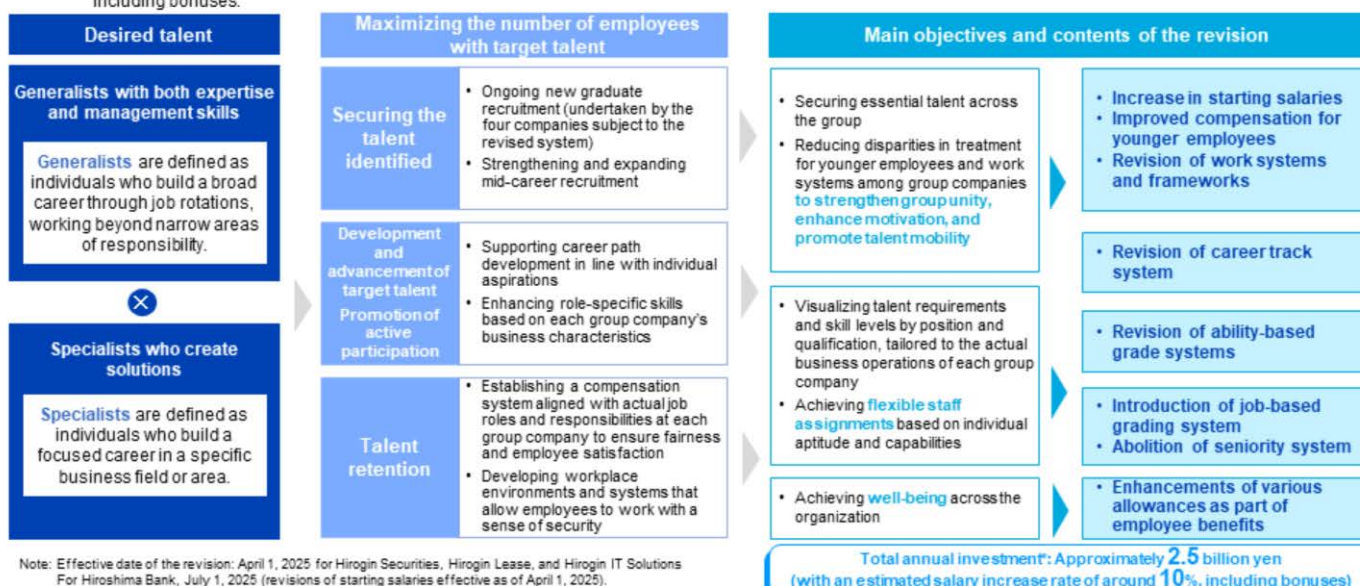 including bonuses.
Desired talent
Generalists with both expertise
and management skills
Generalists are defined as
individuals who build a broad
career through job rotations,
working beyond narrow areas
of responsibility.
Specialists who create
solutions
Specialists are defined as
individuals who build a
focused career in a specific
business field or area.
Maximizing the number of employees
with target talent
Securing the
talent
identified
• Ongoing new graduate
recruitment (undertaken by the
four companies subject to the
revised system)
• Strengthening and expanding
mid-career recruitment
Development
and
advancement of
target talent
Promotion of
active
participation
• Supporting career path
development in line with individual
aspirations
• Enhancing role-specific skills
based on each group company's
business characteristics
Talent
retention
• Establishing a compensation
system aligned with actual job
roles and responsibilities at each
group company to ensure fairness
and employee satisfaction
• Developing workplace
environments and systems that
allow employees to work with a
sense of security
Main objectives and contents of the revision
• Securing essential talent across
the group
• Reducing disparities in treatment
for younger employees and work
systems among group companies
to strengthen group unity,
enhance motivation, and
promote talent mobility
• Visualizing talent requirements
and skill levels by position and
qualification, tailored to the actual
business operations of each group
company
• Achieving flexible staff
assignments based on individual
aptitude and capabilities
• Achieving well-being across the
organization
• Increase in starting salaries
• Improved compensation for
younger employees
• Revision of work systems
and frameworks
• Revision of career track
system
• Revision of ability-based
grade systems
• Introduction of job-based
grading system
• Abolition of seniority system
• Enhancements of various
allowances as part of
employee benefits
Note: Effective date of the revision: April 1, 2025 for Hirogin Securities, Hirogin Lease, and Hirogin IT Solutions
For Hiroshima Bank, July 1, 2025 (revisions of starting salaries effective as of April 1, 2025).
Total annual investment*: Approximately 2.5 billion yen
(with an estimated salary increase rate of around 10%, including bonuses)